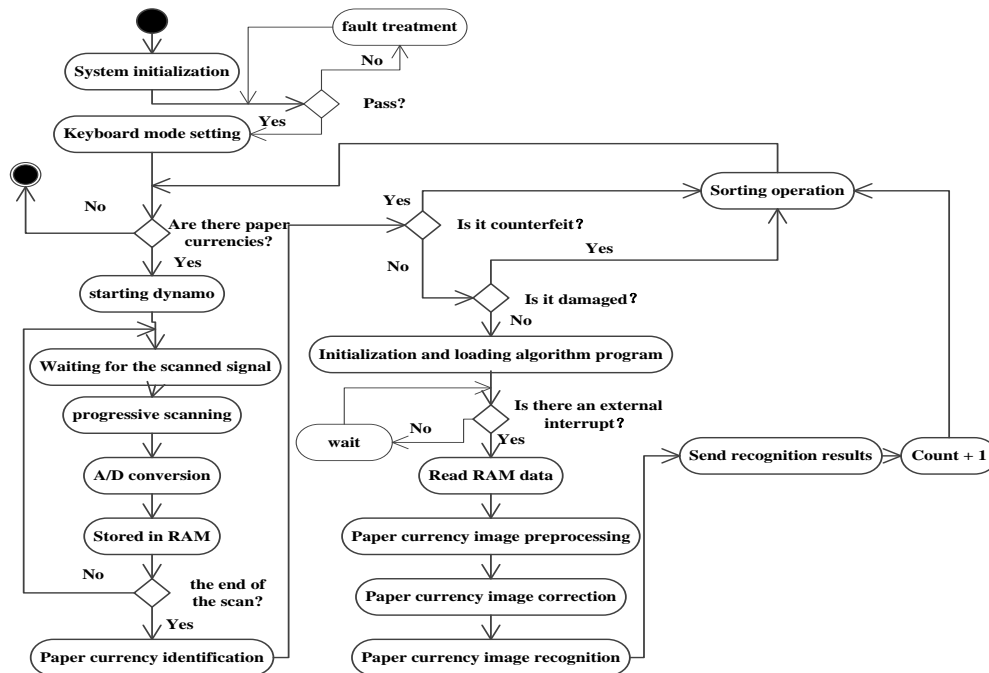 fault treatment
No
System initialization
Pass?
Yes
Keyboard mode setting
No
Are there paper
currencies?
Yes
starting dynamo
Waiting for the scanned signal
progressive scanning
A/D conversion
Stored in RAM
No
the end of
the scan?
Yes
Paper currency identification
Yes
Is it counterfeit?
No
Sorting operation
Yes
Is it damaged?
No
Initialization and loading algorithm program
Is there an external
interrupt?
No
wait
Yes
Read RAM data
Paper currency image preprocessing
Paper currency image correction
Paper currency image recognition
Send recognition results
Count + 1